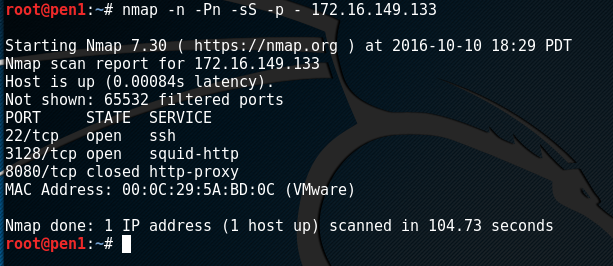 root@pen1:~# nmap -n -Pn -sS -p - 172.16.149.133
Starting Nmap 7.30 ( https://nmap.org ) at 2016-10-10 18:29 PDT
Nmap scan report for 172.16.149.133
Host is up (0.00084s latency).
Not shown: 65532 filtered ports
PORT     STATE  SERVICE
22/tcp   open   ssh
3128/tcp open   squid-http
8080/tcp closed http-proxy
MAC Address: 00:0C:29:5A:BD:0C (VMware)
Nmap done: 1 IP address (1 host up) scanned in 104.73 seconds
root@pen1:~#